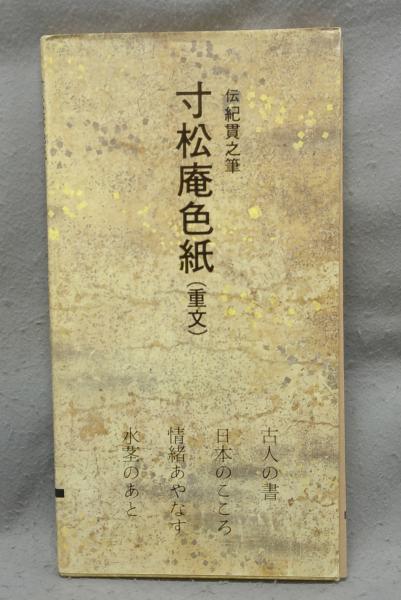 伝紀貫之筆
寸松庵色紙（重文）
古人の書
日本のこころ
情緒あやなす
水茎のあと